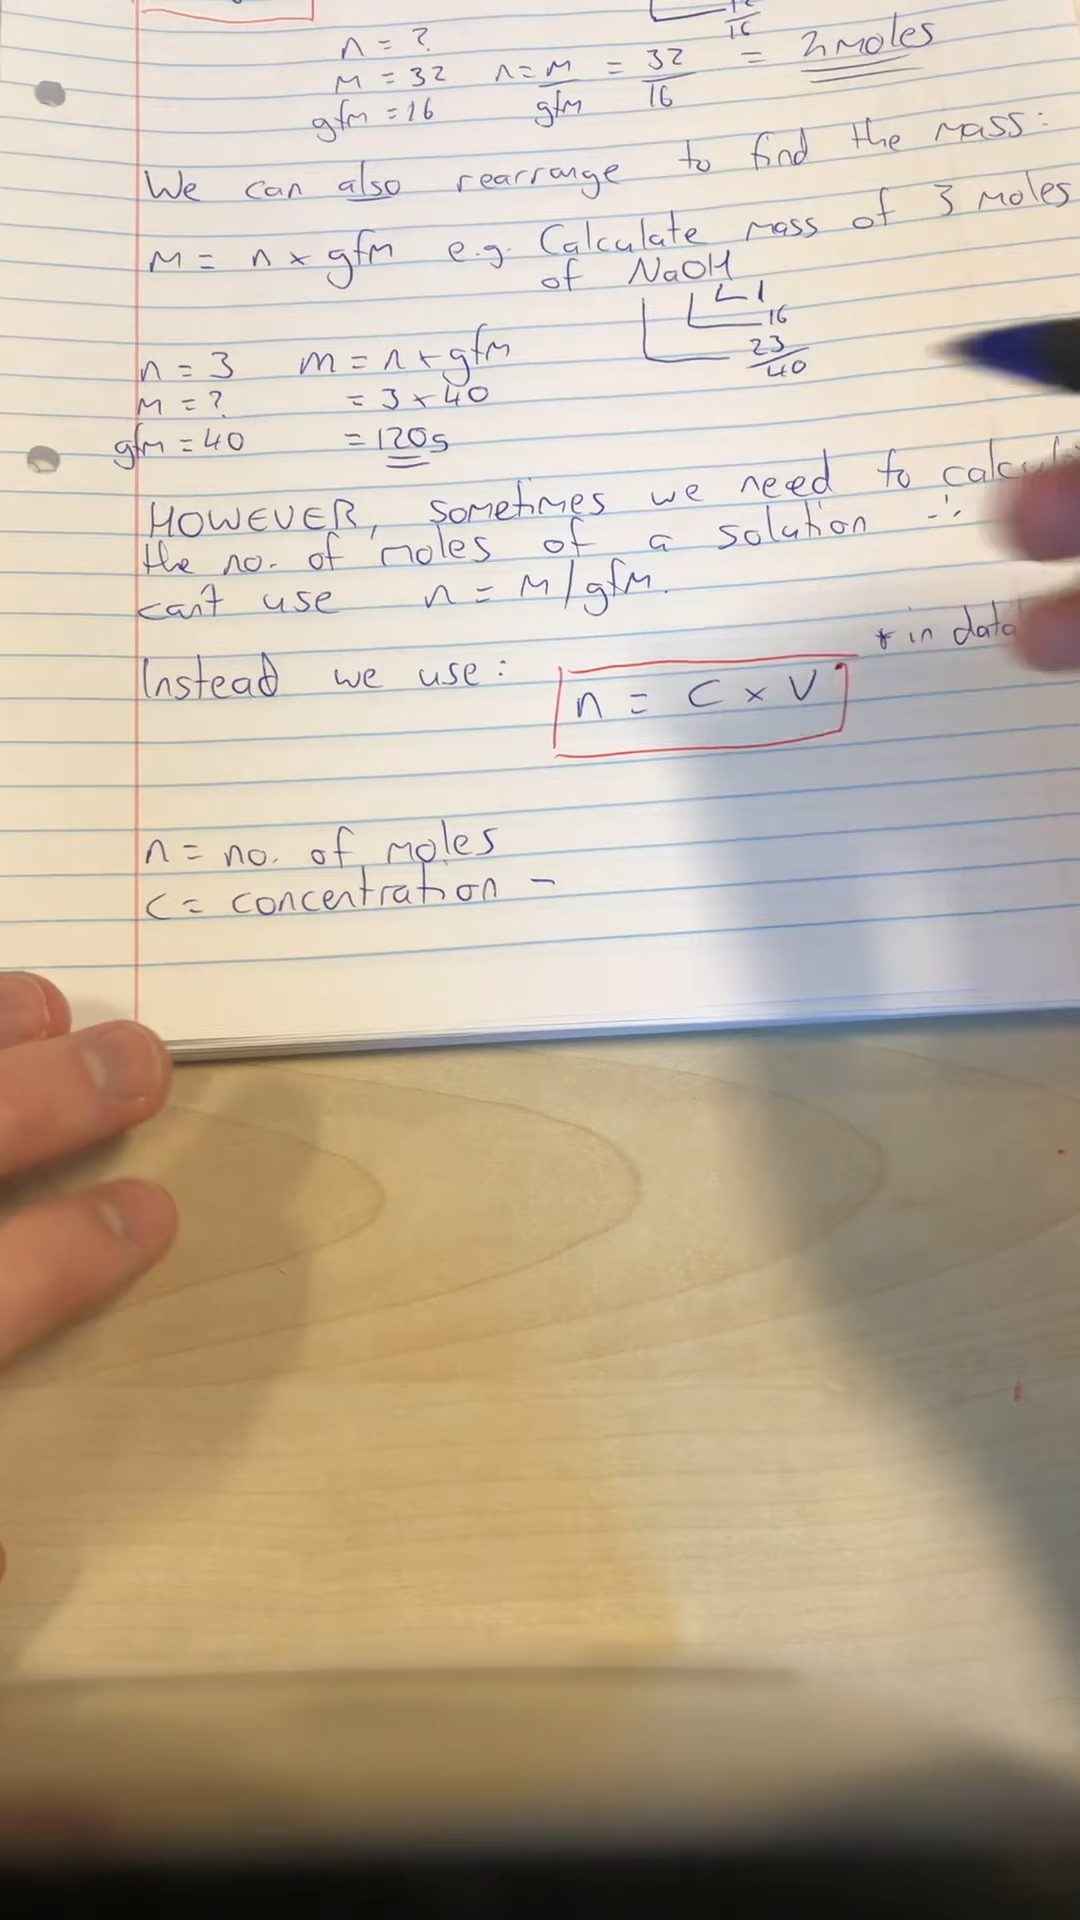 16
n = ?
M = 32 n = M/gfm = 32/16 = 2 moles
gfm = 16
We can also rearrange to find the mass:
M = n x gfm e.g. Calculate mass of 3 moles
of NaOH
1
16
23
40
n = 3 m = n x gfm
M = ? = 3 x 40
gfm = 40 = 120g
HOWEVER, sometimes we need to
the no. of moles of a solution ∴
can't use n = M/gfm.
* in data
Instead we use: n = C x V
n = no. of moles
C = concentration -